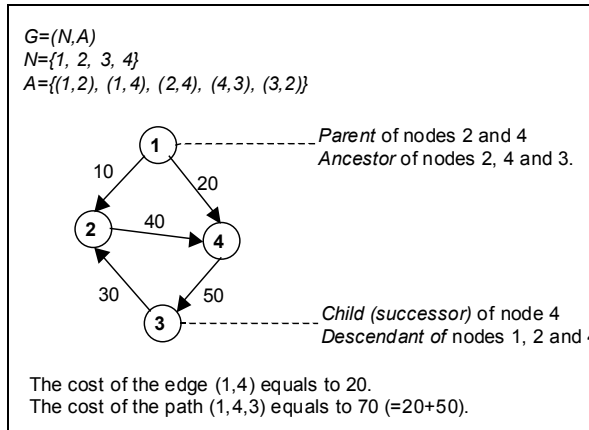 G=(N,A)
N={1, 2, 3, 4}
A={(1,2), (1,4), (2,4), (4,3), (3,2)}
1
Parent of nodes 2 and 4
Ancestor of nodes 2, 4 and 3.
10
20
2
40
4
30
50
3
Child (successor) of node 4
Descendant of nodes 1, 2 and 4
The cost of the edge (1,4) equals to 20.
The cost of the path (1,4,3) equals to 70 (=20+50).